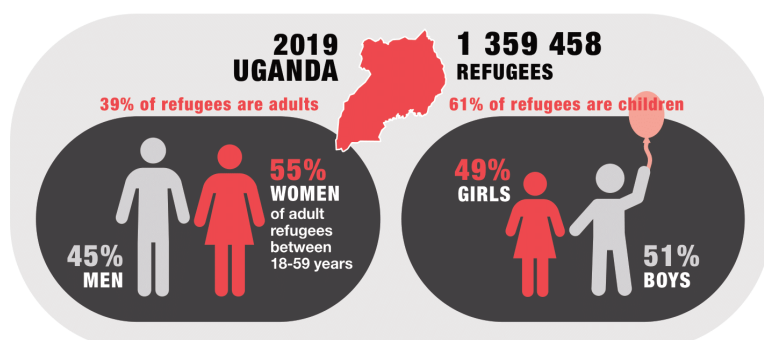 2019
UGANDA
1 359 458
REFUGEES
39% of refugees are adults
61% of refugees are children
55%
WOMEN
of adult
refugees
between
18-59 years
45%
MEN
49%
GIRLS
51%
BOYS